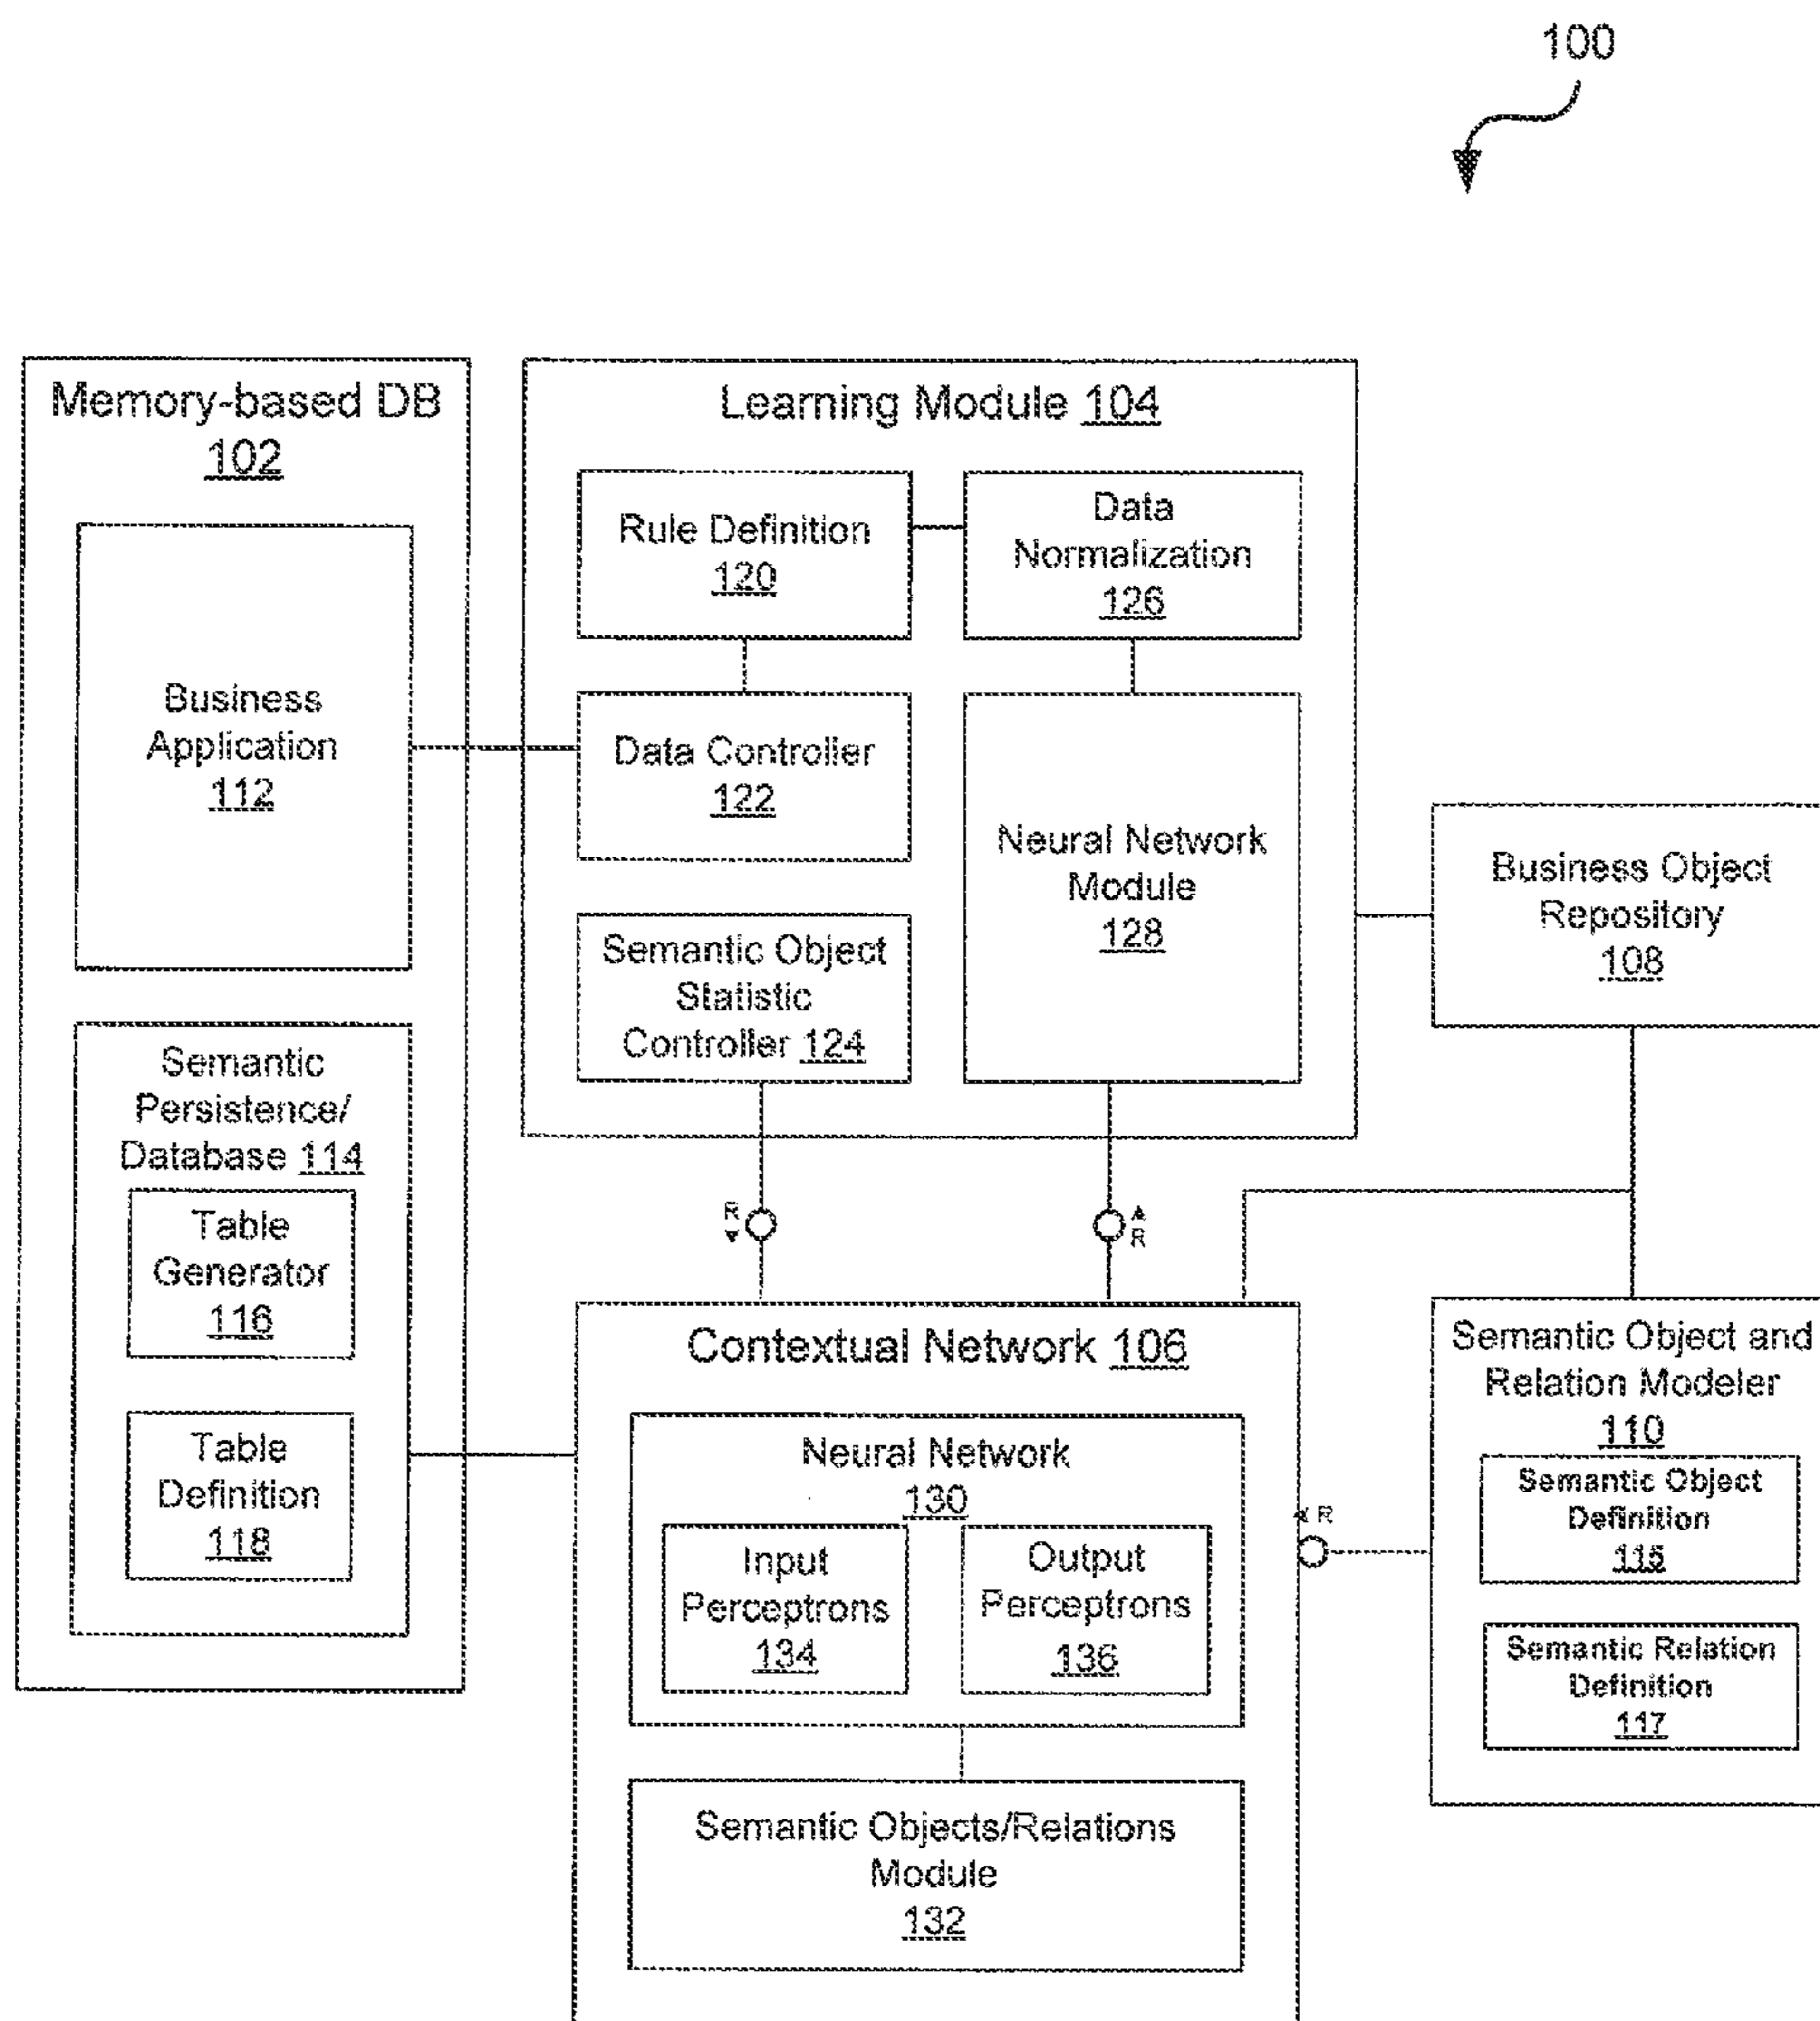 100
Memory-based DB
102
Business
Application
112
Semantic
Persistence/
Database 114
Table
Generator
116
Table
Definition
118
Learning Module 104
Rule Definition
120
Data
Normalization
126
Data Controller
122
Neural Network
Module
128
Semantic Object
Statistic
Controller 124
R
R
Business Object
Repository
108
Contextual Network 106
Neural Network
130
Input
Perceptrons
134
Output
Perceptrons
136
Semantic Objects/Relations
Module
132
R
Semantic Object and
Relation Modeler
110
Semantic Object
Definition
115
Semantic Relation
Definition
117